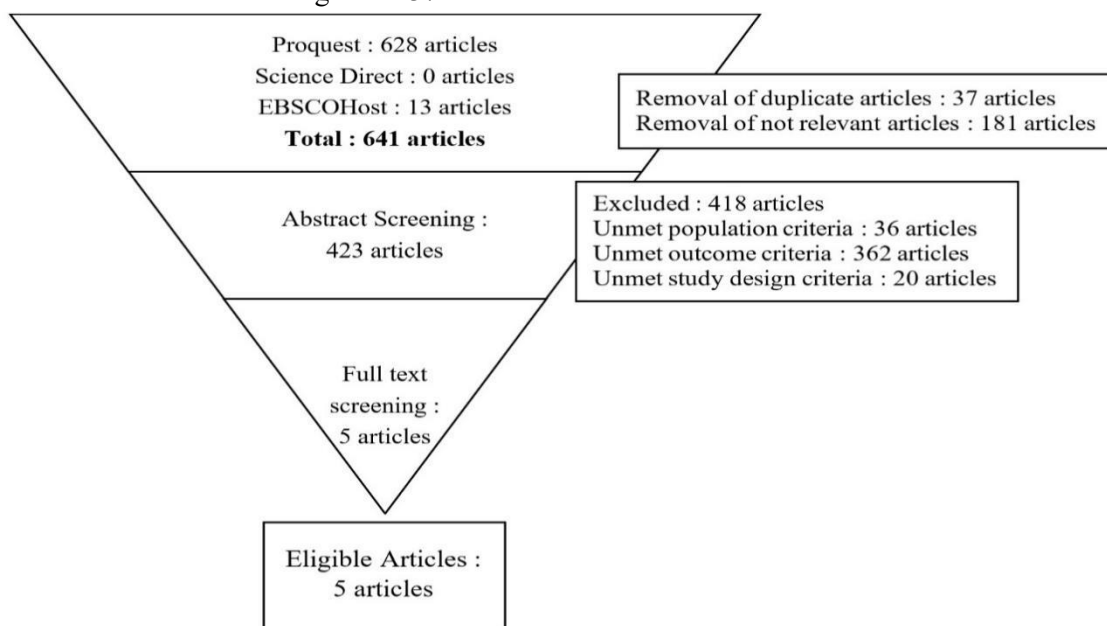 Proquest : 628 articles
Science Direct : 0 articles
EBSCOHost : 13 articles
Total : 641 articles
Removal of duplicate articles : 37 articles
Removal of not relevant articles : 181 articles
Abstract Screening :
423 articles
Excluded : 418 articles
Unmet population criteria : 36 articles
Unmet outcome criteria : 362 articles
Unmet study design criteria : 20 articles
Full text
screening :
5 articles
Eligible Articles :
5 articles